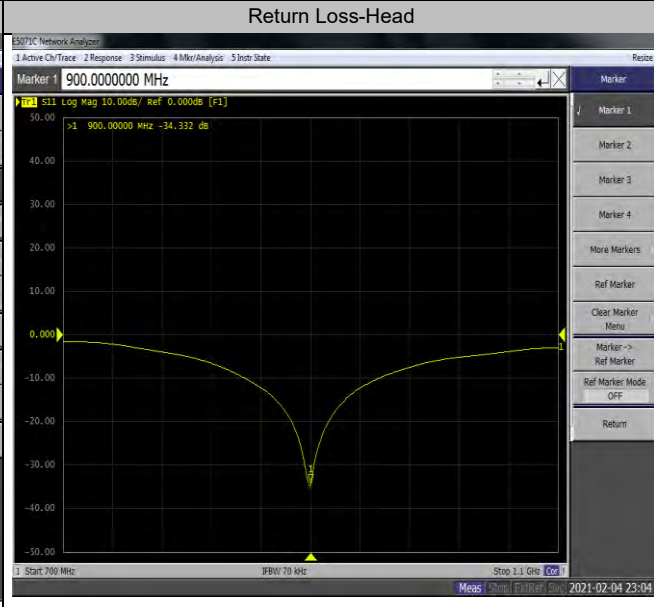 Return Loss-Head
E5071C Network Analyzer
1 Active Ch/Trace 2 Response 3 Stimulus 4 Mkr/Analysis 5 Instr State
Resize
Marker 1 900.0000000 MHz
Marker
Tr1 S11 Log Mag 10.00dB/ Ref 0.000dB [F1]
>1 900.00000 MHz -34.332 dB
50.00
40.00
30.00
20.00
10.00
0.000
-10.00
-20.00
-30.00
-40.00
-50.00
1
1
√ Marker 1
Marker 2
Marker 3
Marker 4
More Markers
Ref Marker
Clear Marker
Menu
Marker ->
Ref Marker
Ref Marker Mode
OFF
Return
1 Start 700 MHz
IFBW 70 kHz
Stop 1.1 GHz Cor !
Meas Stop ExtRef Svc 2021-02-04 23:04